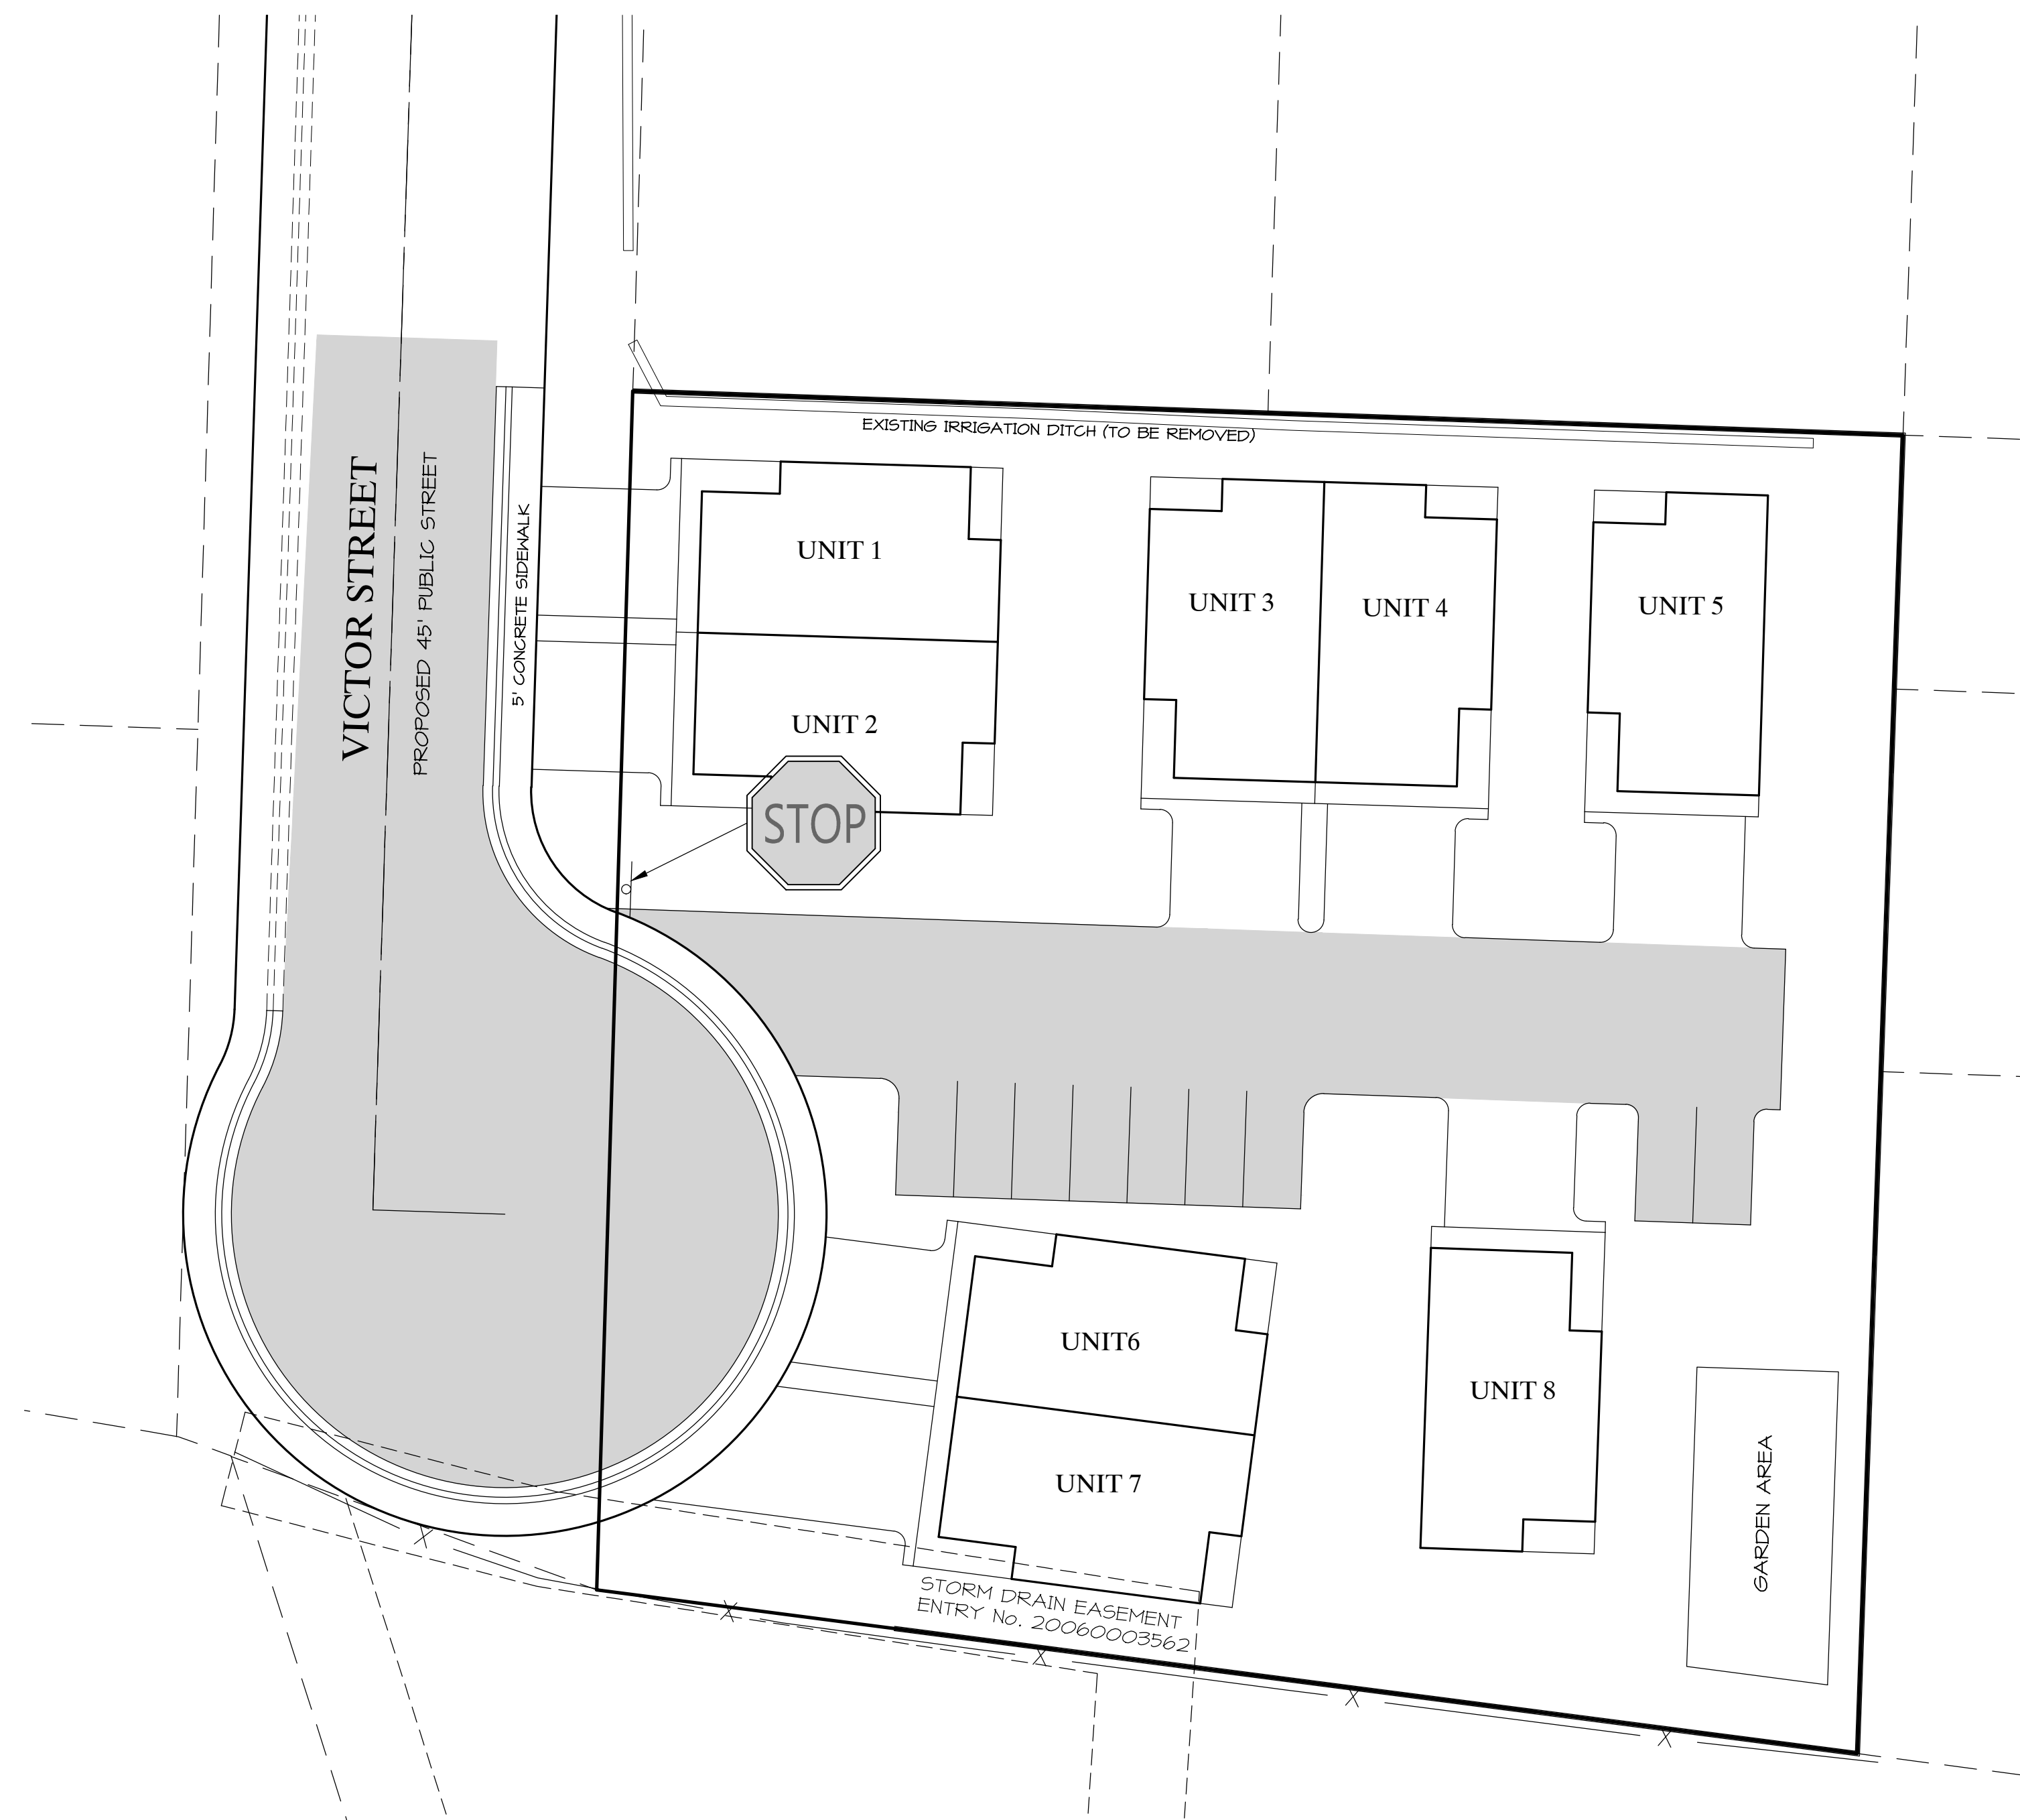 VICTOR STREET
PROPOSED 45' PUBLIC STREET
5' CONCRETE SIDEWALK
EXISTING IRRIGATION DITCH (TO BE REMOVED)
UNIT 1
UNIT 2
UNIT 3
UNIT 4
UNIT 5
STOP
UNIT6
UNIT 7
UNIT 8
GARDEN AREA
STORM DRAIN EASEMENT
ENTRY No. 20060003562